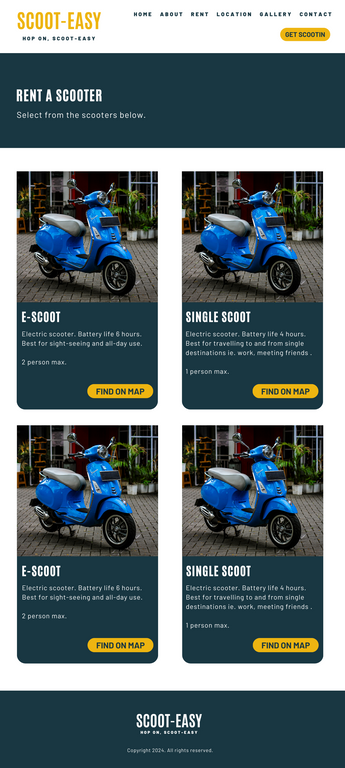 SCOOT-EASY
HOP ON, SCOOT-EASY
HOME ABOUT RENT LOCATION GALLERY CONTACT
GET SCOOTIN
RENT A SCOOTER
Select from the scooters below.
E-SCOOT
Electric scooter. Battery life 6 hours.
Best for sight-seeing and all-day use.
2 person max.
FIND ON MAP
SINGLE SCOOT
Electric scooter. Battery life 4 hours.
Best for travelling to and from single
destinations ie. work, meeting friends .
1 person max.
FIND ON MAP
E-SCOOT
Electric scooter. Battery life 6 hours.
Best for sight-seeing and all-day use.
2 person max.
FIND ON MAP
SINGLE SCOOT
Electric scooter. Battery life 4 hours.
Best for travelling to and from single
destinations ie. work, meeting friends .
1 person max.
FIND ON MAP
SCOOT-EASY
HOP ON, SCOOT-EASY
Copyright 2024. All rights reserved.